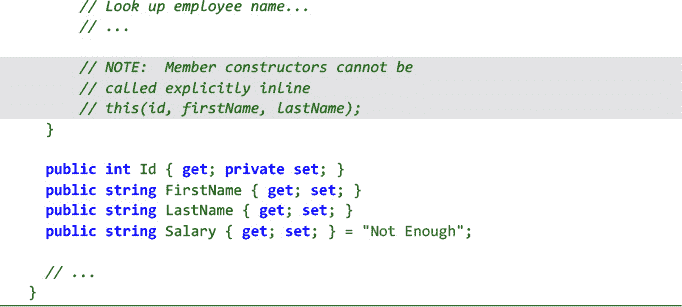 // Look up employee name...
// ...
// NOTE:  Member constructors cannot be
// called explicitly inline
// this(id, firstName, lastName);
}
public int Id { get; private set; }
public string FirstName { get; set; }
public string LastName { get; set; }
public string Salary { get; set; } = "Not Enough";
// ...
}